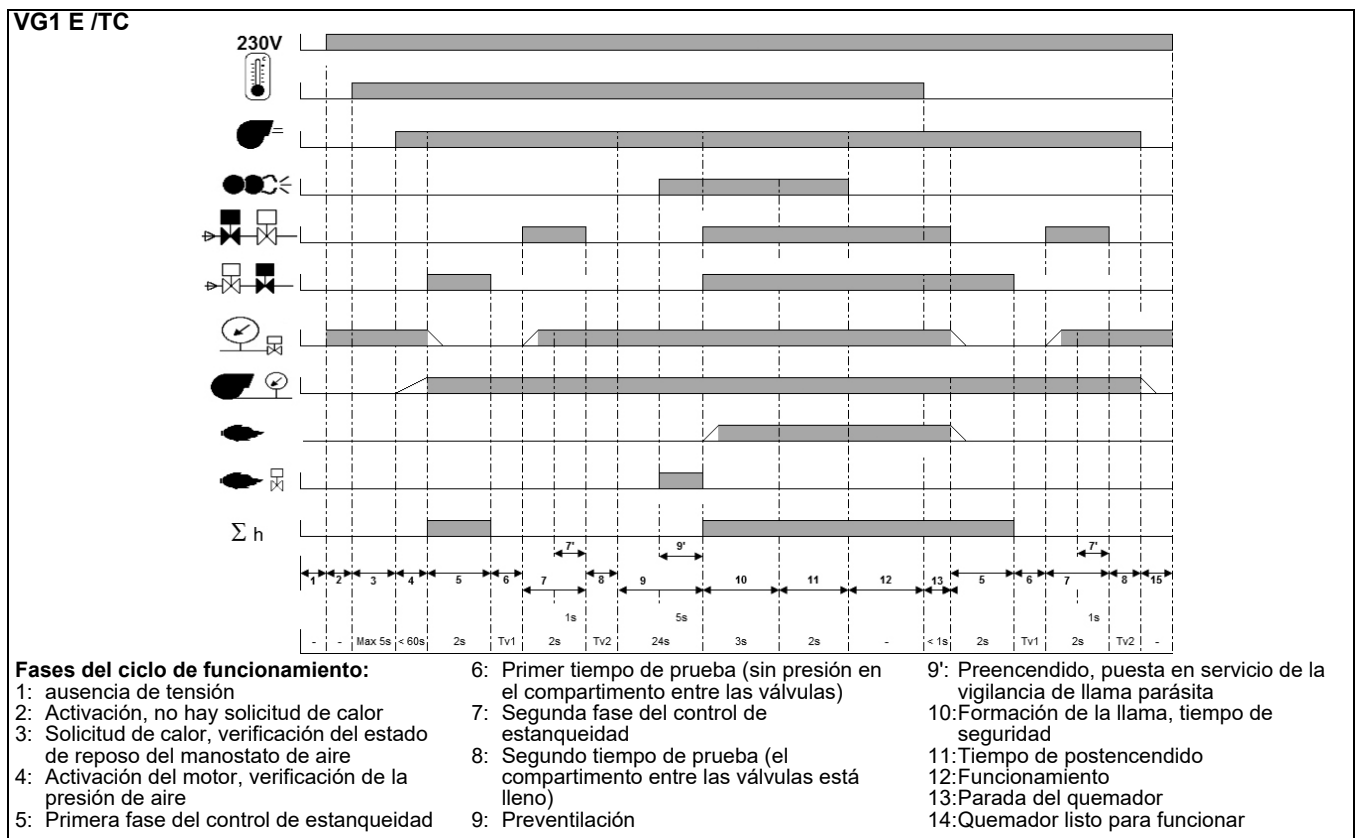 VG1 E /TC
230V
Σ h
7' 9' 7'
1 2 3 4 5 6 7 8 9 10 11 12 13 5 6 7 8 15
1s 5s 1s
- - Max 5s < 60s 2s Tv1 2s Tv2 24s 3s 2s - < 1s 2s Tv1 2s Tv2 -
Fases del ciclo de funcionamiento:
1: ausencia de tensión
2: Activación, no hay solicitud de calor
3: Solicitud de calor, verificación del estado
de reposo del manostato de aire
4: Activación del motor, verificación de la
presión de aire
5: Primera fase del control de estanqueidad
6: Primer tiempo de prueba (sin presión en
el compartimento entre las válvulas)
7: Segunda fase del control de
estanqueidad
8: Segundo tiempo de prueba (el
compartimento entre las válvulas está
lleno)
9: Preventilación
9': Preencendido, puesta en servicio de la
vigilancia de llama parásita
10:Formación de la llama, tiempo de
seguridad
11:Tiempo de postencendido
12:Funcionamiento
13:Parada del quemador
14:Quemador listo para funcionar